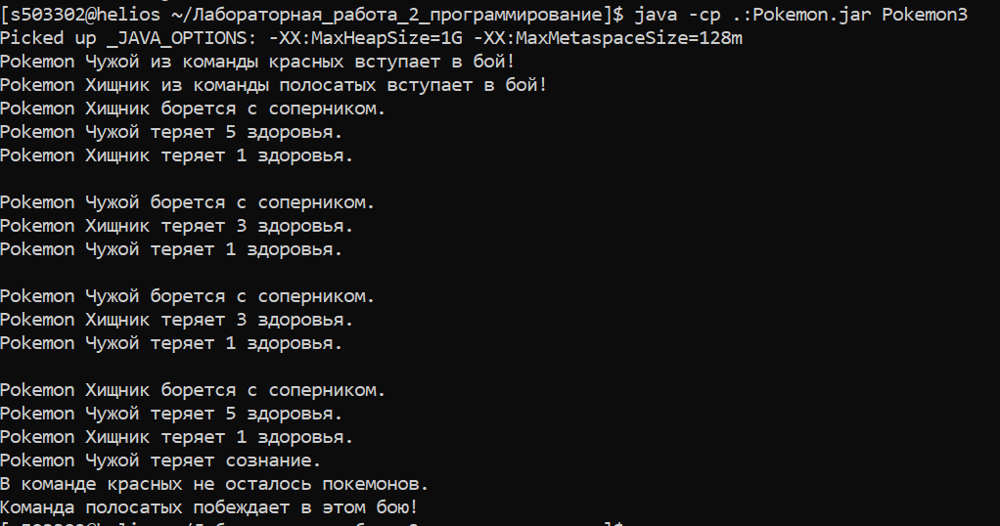 [s503302@helios ~/Лабораторная_работа_2_программирование]$ java -cp .:Pokemon.jar Pokemon3
Picked up _JAVA_OPTIONS: -XX:MaxHeapSize=1G -XX:MaxMetaspaceSize=128m
Pokemon Чужой из команды красных вступает в бой!
Pokemon Хищник из команды полосатых вступает в бой!
Pokemon Хищник борется с соперником.
Pokemon Чужой теряет 5 здоровья.
Pokemon Хищник теряет 1 здоровья.

Pokemon Чужой борется с соперником.
Pokemon Хищник теряет 3 здоровья.
Pokemon Чужой теряет 1 здоровья.

Pokemon Чужой борется с соперником.
Pokemon Хищник теряет 3 здоровья.
Pokemon Чужой теряет 1 здоровья.

Pokemon Хищник борется с соперником.
Pokemon Чужой теряет 5 здоровья.
Pokemon Хищник теряет 1 здоровья.
Pokemon Чужой теряет сознание.
В команде красных не осталось покемонов.
Команда полосатых побеждает в этом бою!